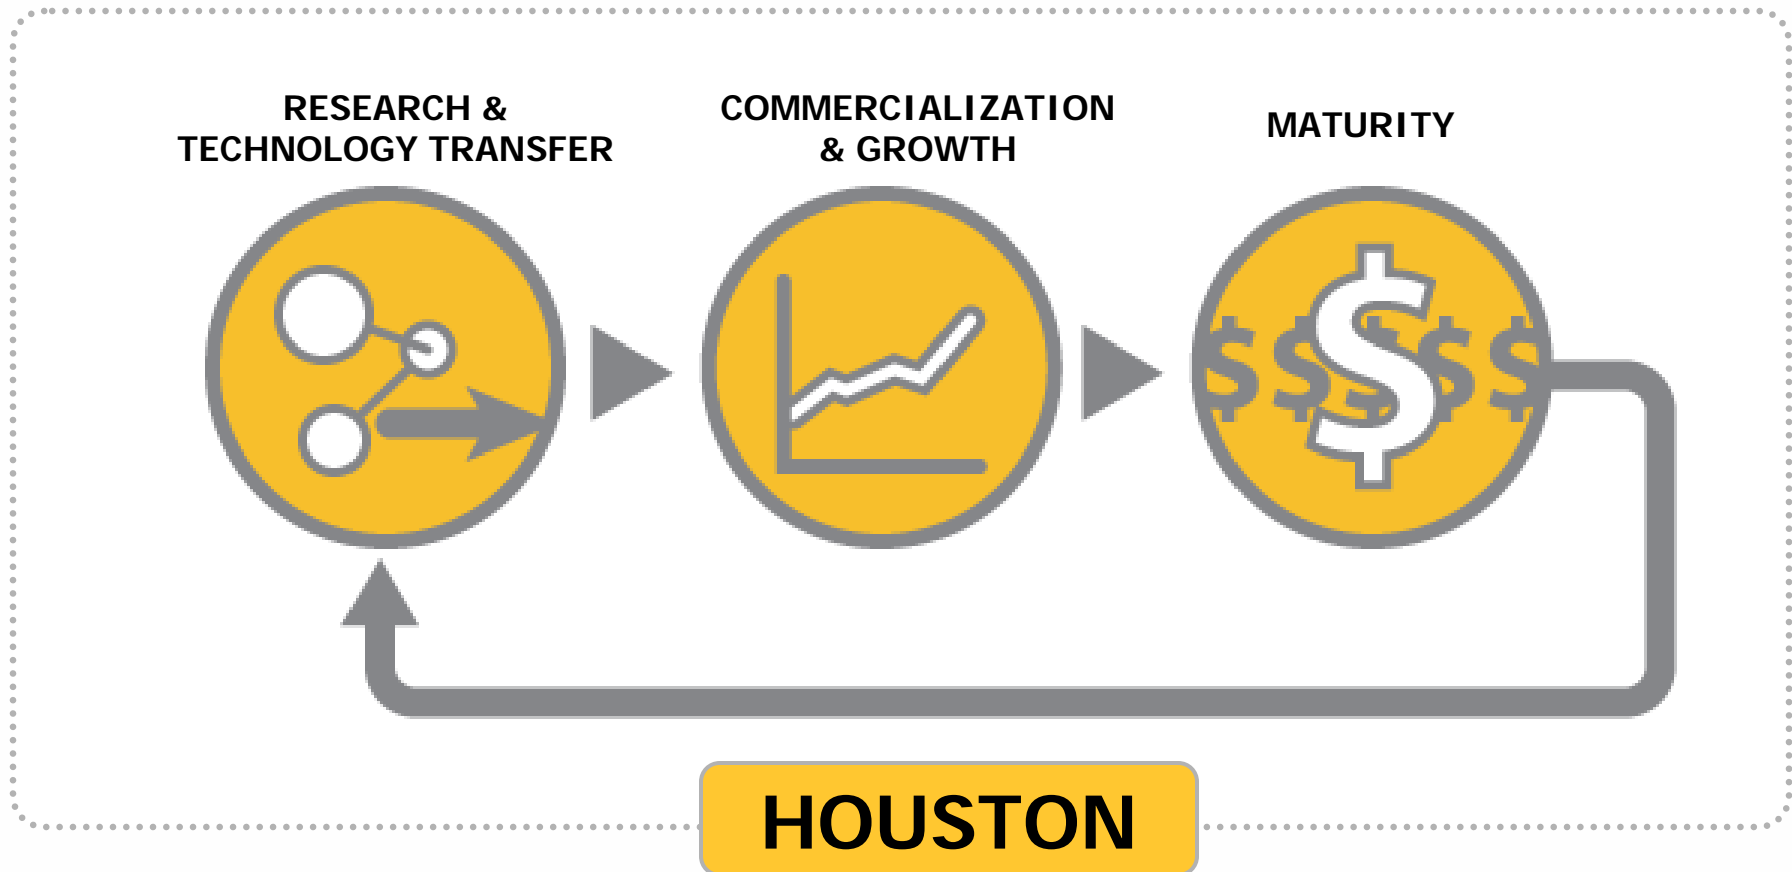 RESEARCH &
TECHNOLOGY TRANSFER
COMMERCIALIZATION
& GROWTH
MATURITY
$ $ $ $ $ $
HOUSTON